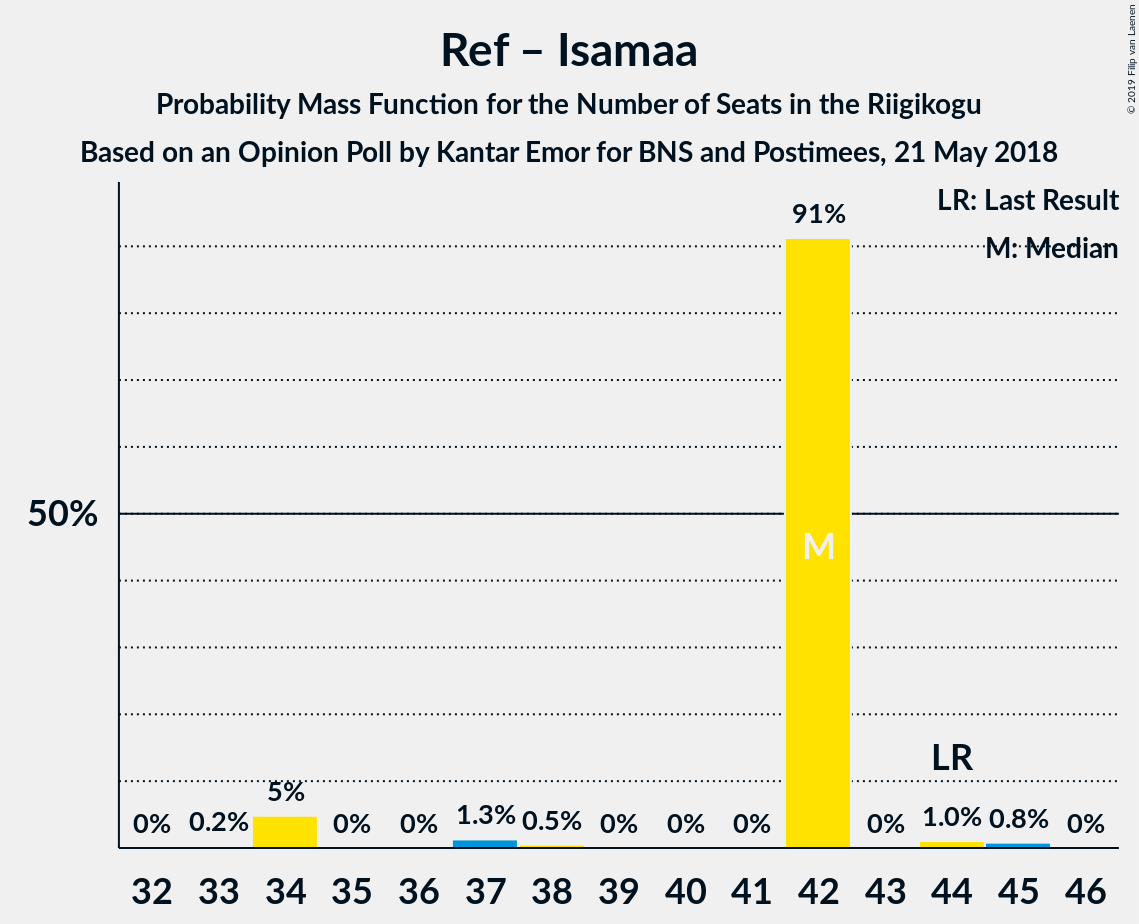 Ref – Isamaa
Probability Mass Function for the Number of Seats in the Riigikogu
Based on an Opinion Poll by Kantar Emor for BNS and Postimees, 21 May 2018
© 2019 Filip van Laenen
LR: Last Result
M: Median
91%
50%
M
LR
0% 0.2% 5% 0% 0% 1.3% 0.5% 0% 0% 0% 0% 1.0% 0.8% 0%
32 33 34 35 36 37 38 39 40 41 42 43 44 45 46